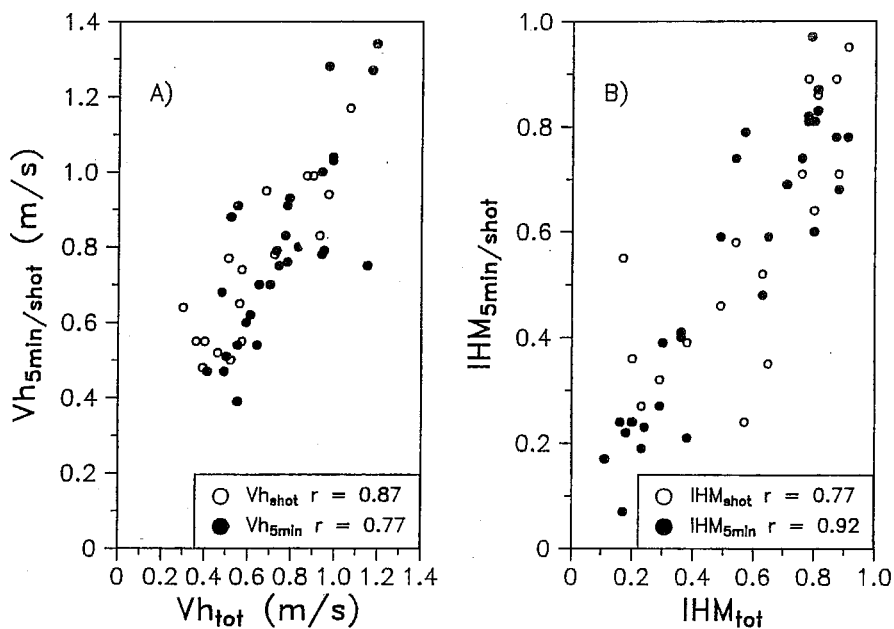 A)
Vh5min/shot (m/s)
1.4
1.2
1.0
0.8
0.6
0.4
0.2
0
0 0.2 0.4 0.6 0.8 1.0 1.2 1.4
Vhtot (m/s)
Vhshot r = 0.87
Vh5min r = 0.77
B)
IHM5min/shot
1.0
0.8
0.6
0.4
0.2
0.0
0 0.2 0.4 0.6 0.8 1.0
IHMtot
IHMshot r = 0.77
IHM5min r = 0.92